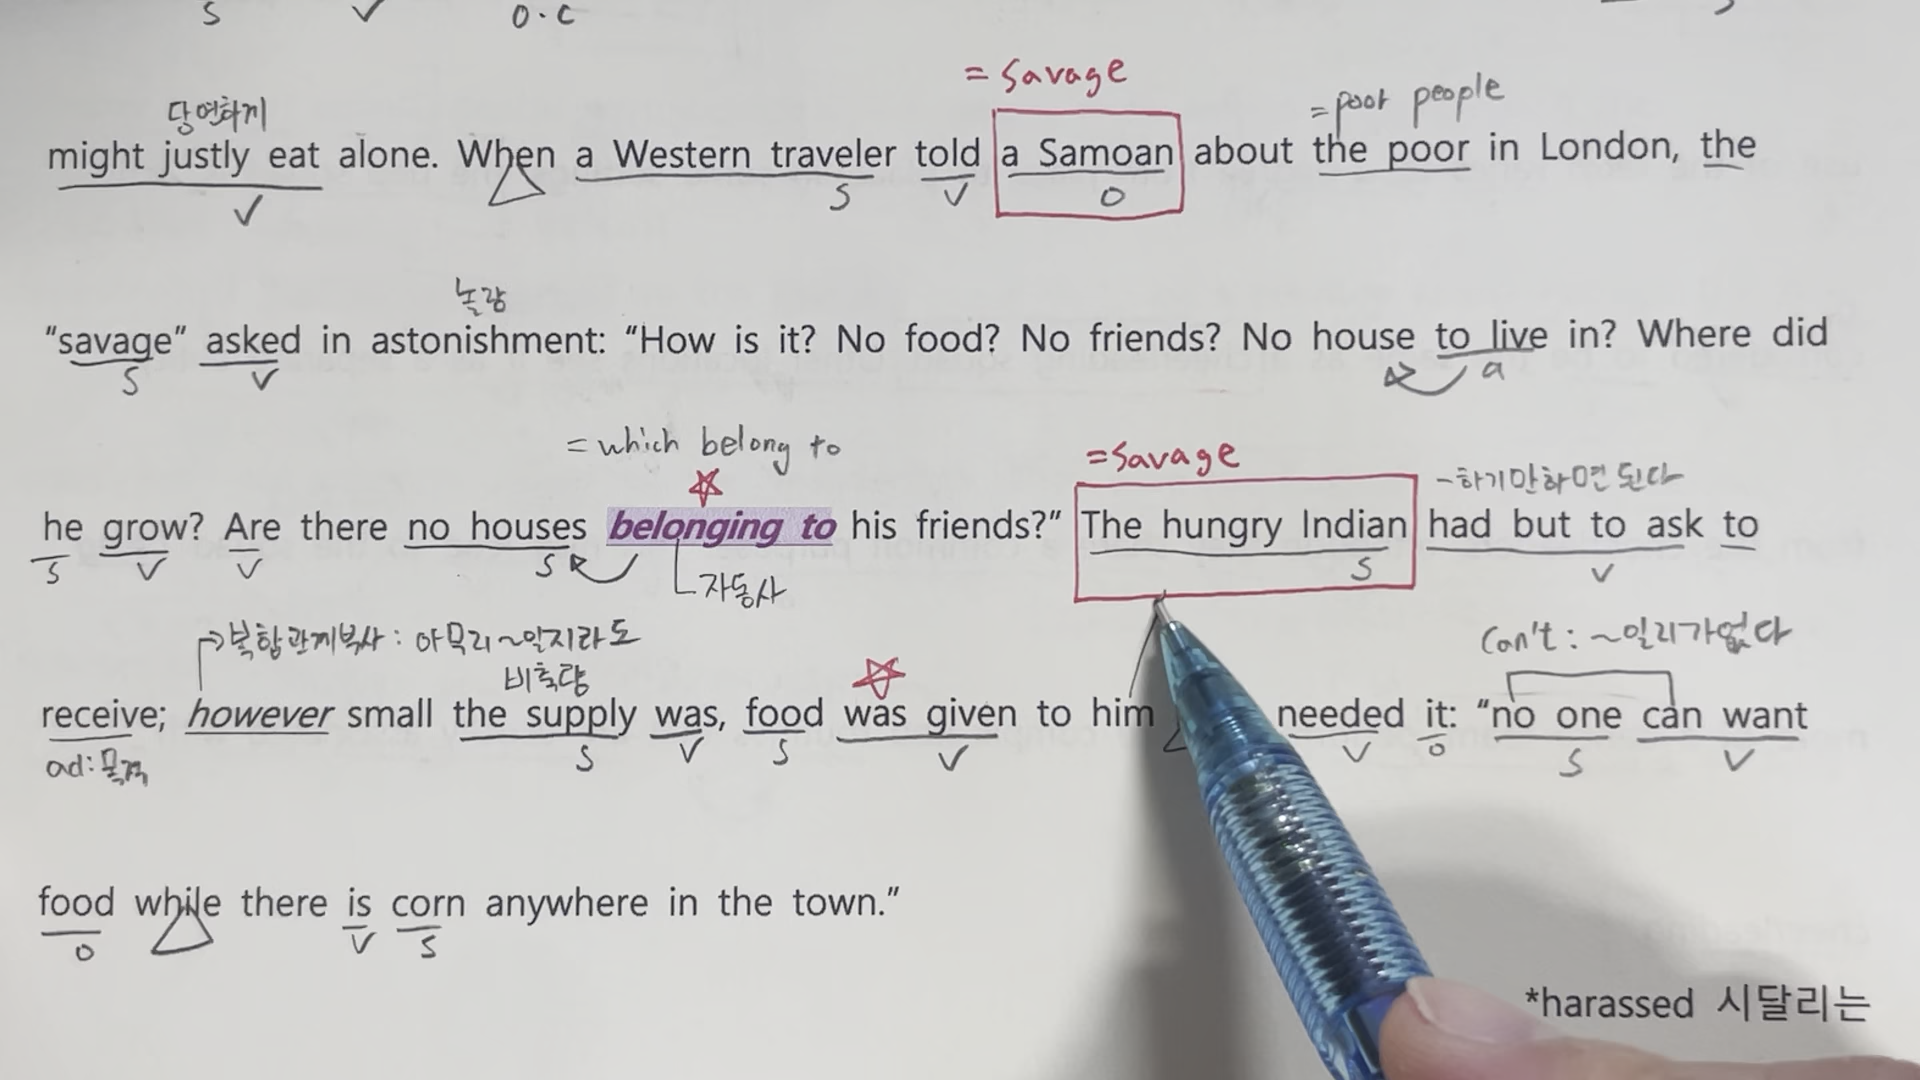 S V O·C
= Savage
당연하게 =poor people
might justly eat alone. When a Western traveler told a Samoan about the poor in London, the
V S V O
놀람
"savage" asked in astonishment: "How is it? No food? No friends? No house to live in? Where did
S V a
= which belong to =Savage ~하기만하면 된다
he grow? Are there no houses belonging to his friends?" The hungry Indian had but to ask to
S V V S 자동사 S V
복합관계부사: 아무리~일지라도 Can't: ~일리가없다
비축량
receive; however small the supply was, food was given to him needed it: "no one can want
ad:목적 S V S V V O S V
food while there is corn anywhere in the town."
O V S
*harassed 시달리는